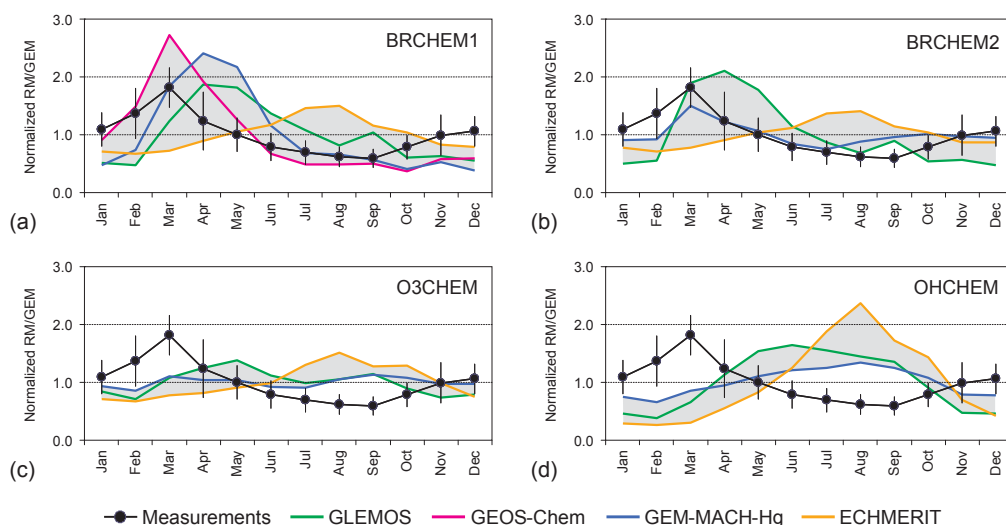 3.0
2.0
1.0
0.0
Normalized RM/GEM
BRCHEM1
Jan Feb Mar Apr May Jun Jul Aug Sep Oct Nov Dec
(a)
3.0
2.0
1.0
0.0
Normalized RM/GEM
BRCHEM2
Jan Feb Mar Apr May Jun Jul Aug Sep Oct Nov Dec
(b)
3.0
2.0
1.0
0.0
Normalized RM/GEM
O3CHEM
Jan Feb Mar Apr May Jun Jul Aug Sep Oct Nov Dec
(c)
3.0
2.0
1.0
0.0
Normalized RM/GEM
OHCHEM
Jan Feb Mar Apr May Jun Jul Aug Sep Oct Nov Dec
(d)
Measurements GLEMOS GEOS-Chem GEM-MACH-Hg ECHMERIT